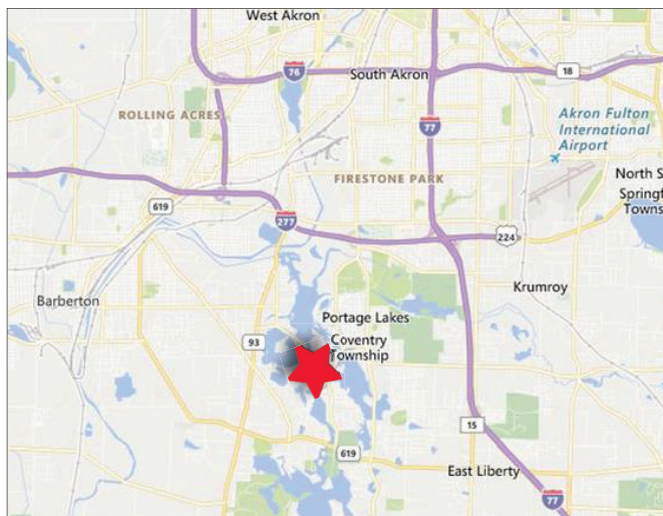 West Akron
76
South Akron
18
ROLLING ACRES
77
Akron Fulton
International
Airport
FIRESTONE PARK
North S
Springf
Towns
619
277
224
Barberton
Krumroy
Portage Lakes
93
Coventry
Township
15
619
East Liberty
77